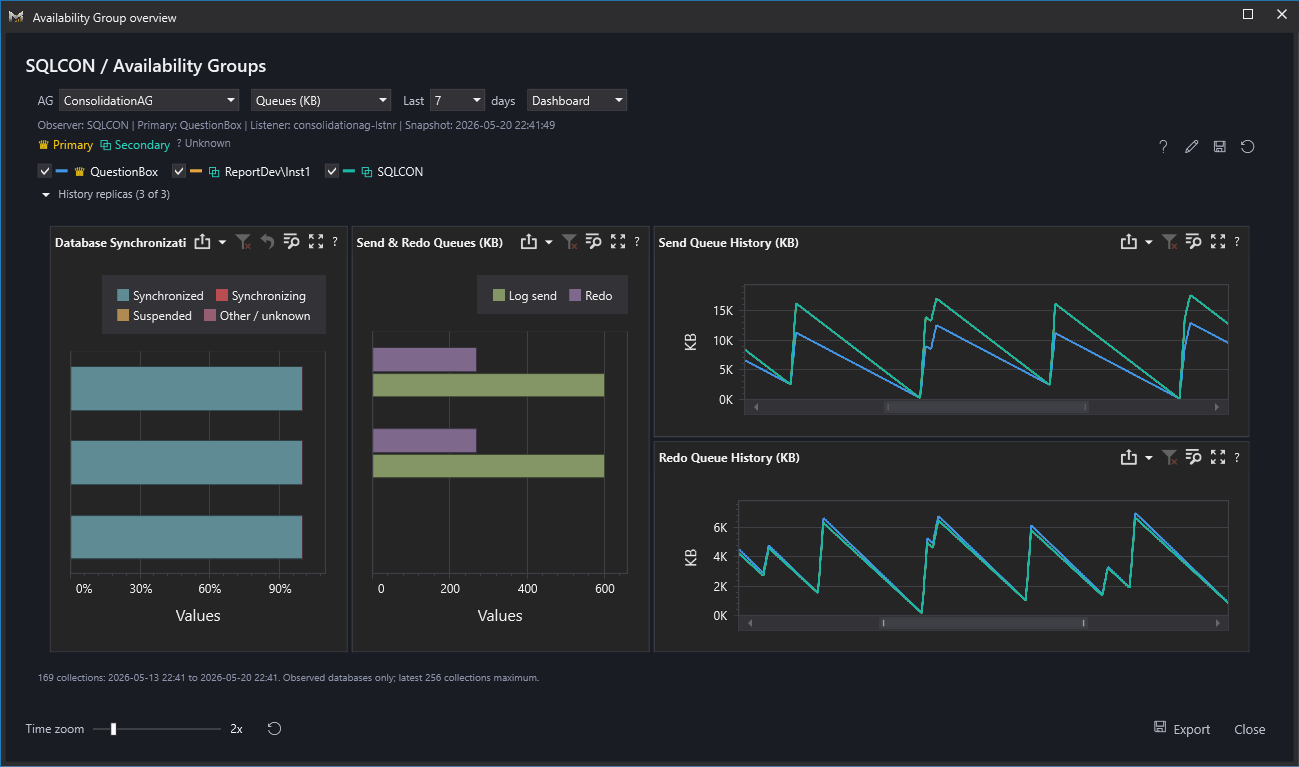 Availability Group overview
SQLCON / Availability Groups
AG ConsolidationAG Queues (KB) Last 7 days Dashboard
Observer: SQLCON | Primary: QuestionBox | Listener: consolidationag-lstnr | Snapshot: 2026-05-20 22:41:49
Primary Secondary ? Unknown
QuestionBox ReportDev\Inst1 SQLCON
History replicas (3 of 3)
Database Synchronizati ?
Synchronized Synchronizing
Suspended Other / unknown
0% 30% 60% 90%
Values
Send & Redo Queues (KB) ?
Log send Redo
0 200 400 600
Values
Send Queue History (KB) ?
KB
15K
10K
5K
0K
Redo Queue History (KB) ?
KB
6K
4K
2K
0K
169 collections: 2026-05-13 22:41 to 2026-05-20 22:41. Observed databases only; latest 256 collections maximum.
Time zoom 2x Export Close